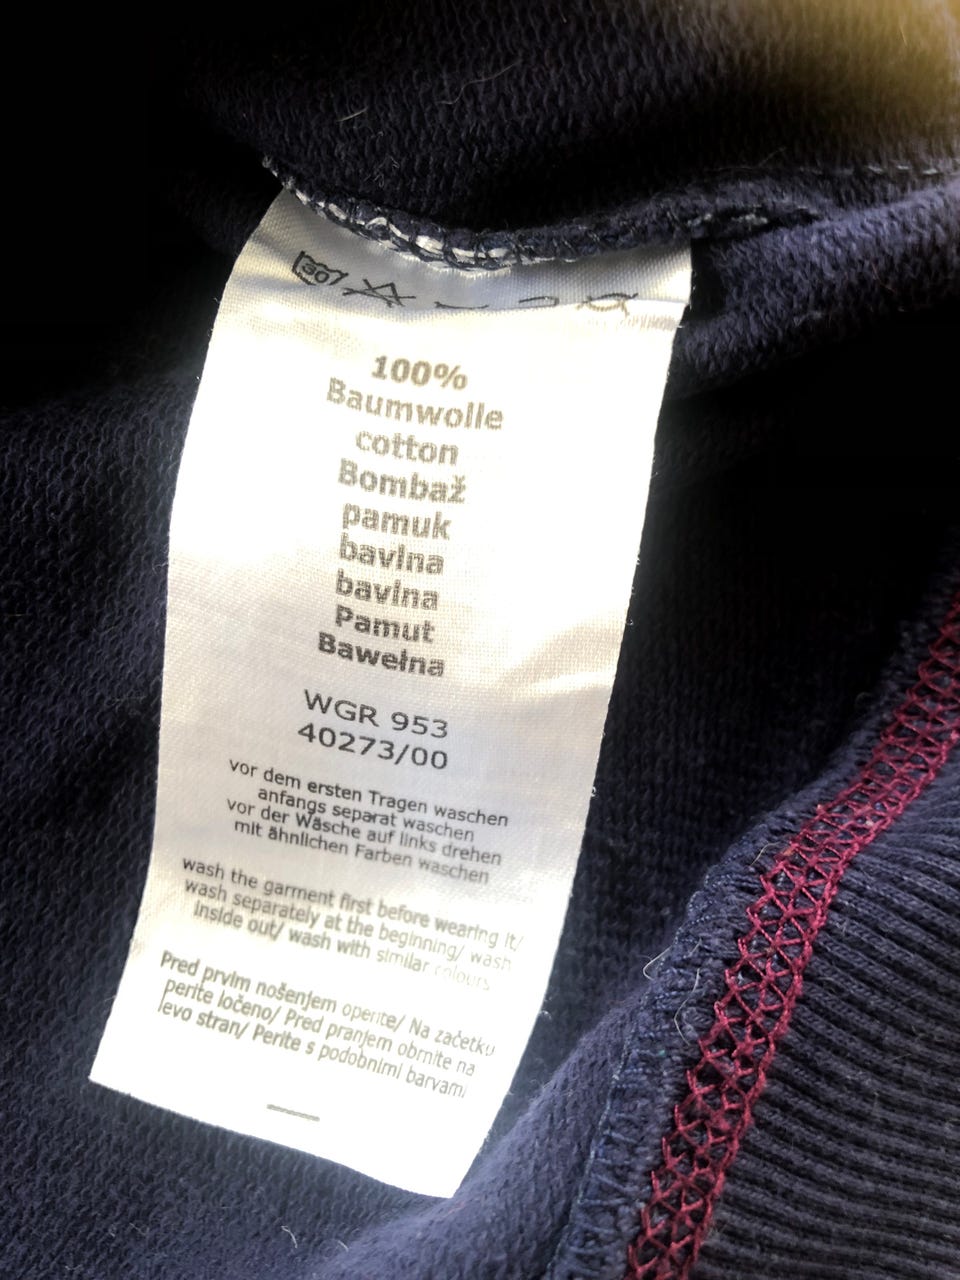 30
100%
Baumwolle
cotton
Bombaž
pamuk
bavlna
bavlna
Pamut
Bawełna
WGR 953
40273/00
vor dem ersten Tragen waschen
anfangs separat waschen
vor der Wäsche auf links drehen
mit ähnlichen Farben waschen
wash the garment first before wearing it/
wash separately at the beginning/ wash
inside out/ wash with similar colours
Pred prvim nošenjem operite/ Na začetku
perite ločeno/ Pred pranjem obrnite na
levo stran/ Perite s podobnimi barvami